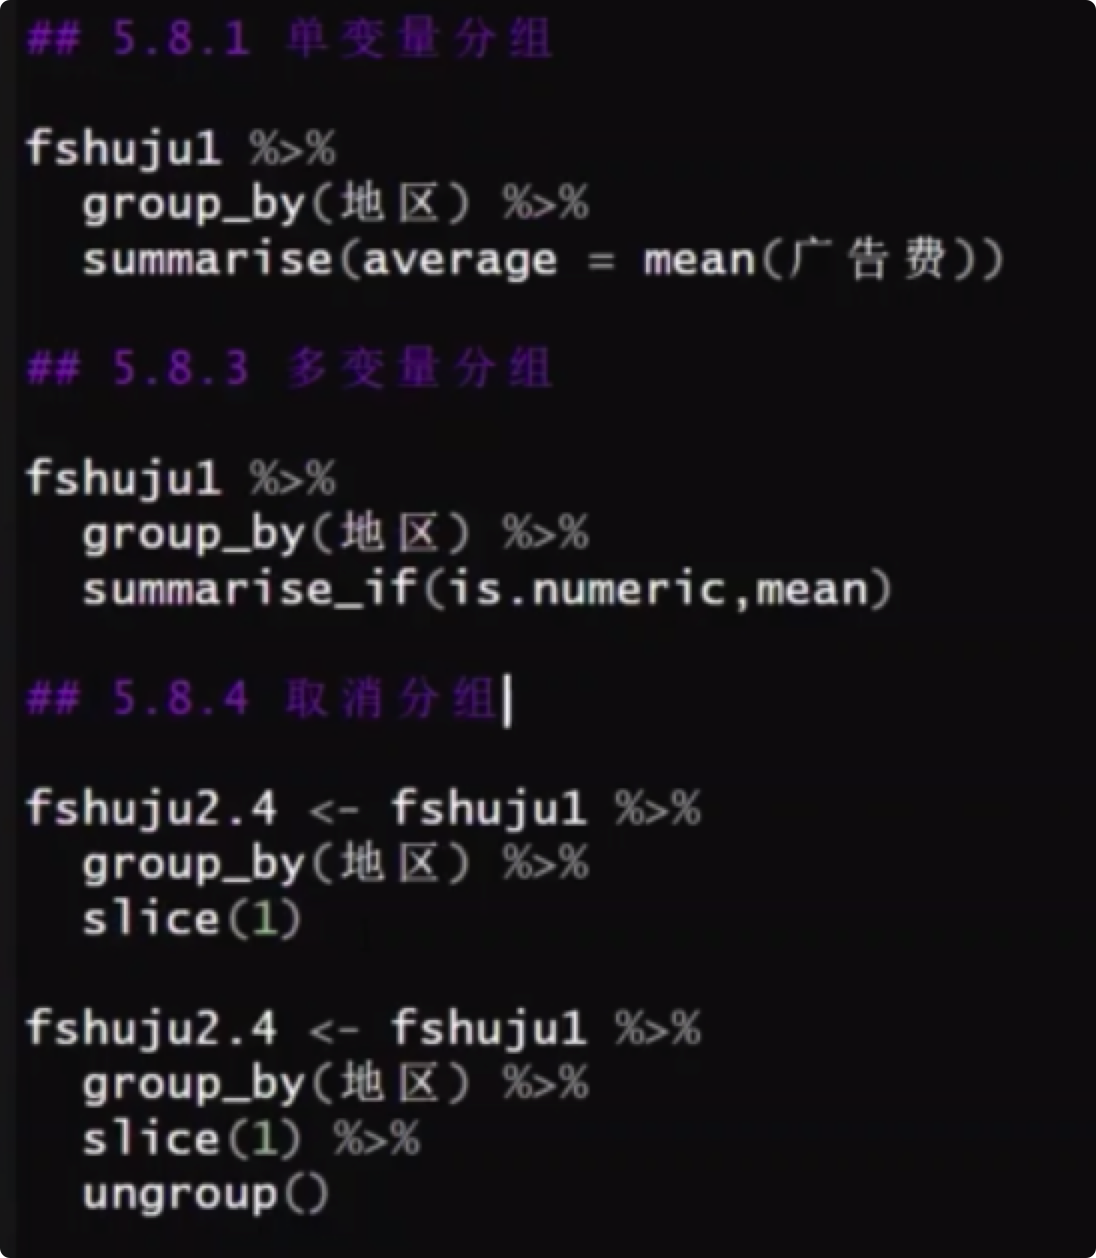 ## 5.8.1 单变量分组
fshuju1 %>%
group_by(地区) %>%
summarise(average = mean(广告费))
## 5.8.3 多变量分组
fshuju1 %>%
group_by(地区) %>%
summarise_if(is.numeric,mean)
## 5.8.4 取消分组
fshuju2.4 <- fshuju1 %>%
group_by(地区) %>%
slice(1)
fshuju2.4 <- fshuju1 %>%
group_by(地区) %>%
slice(1) %>%
ungroup()